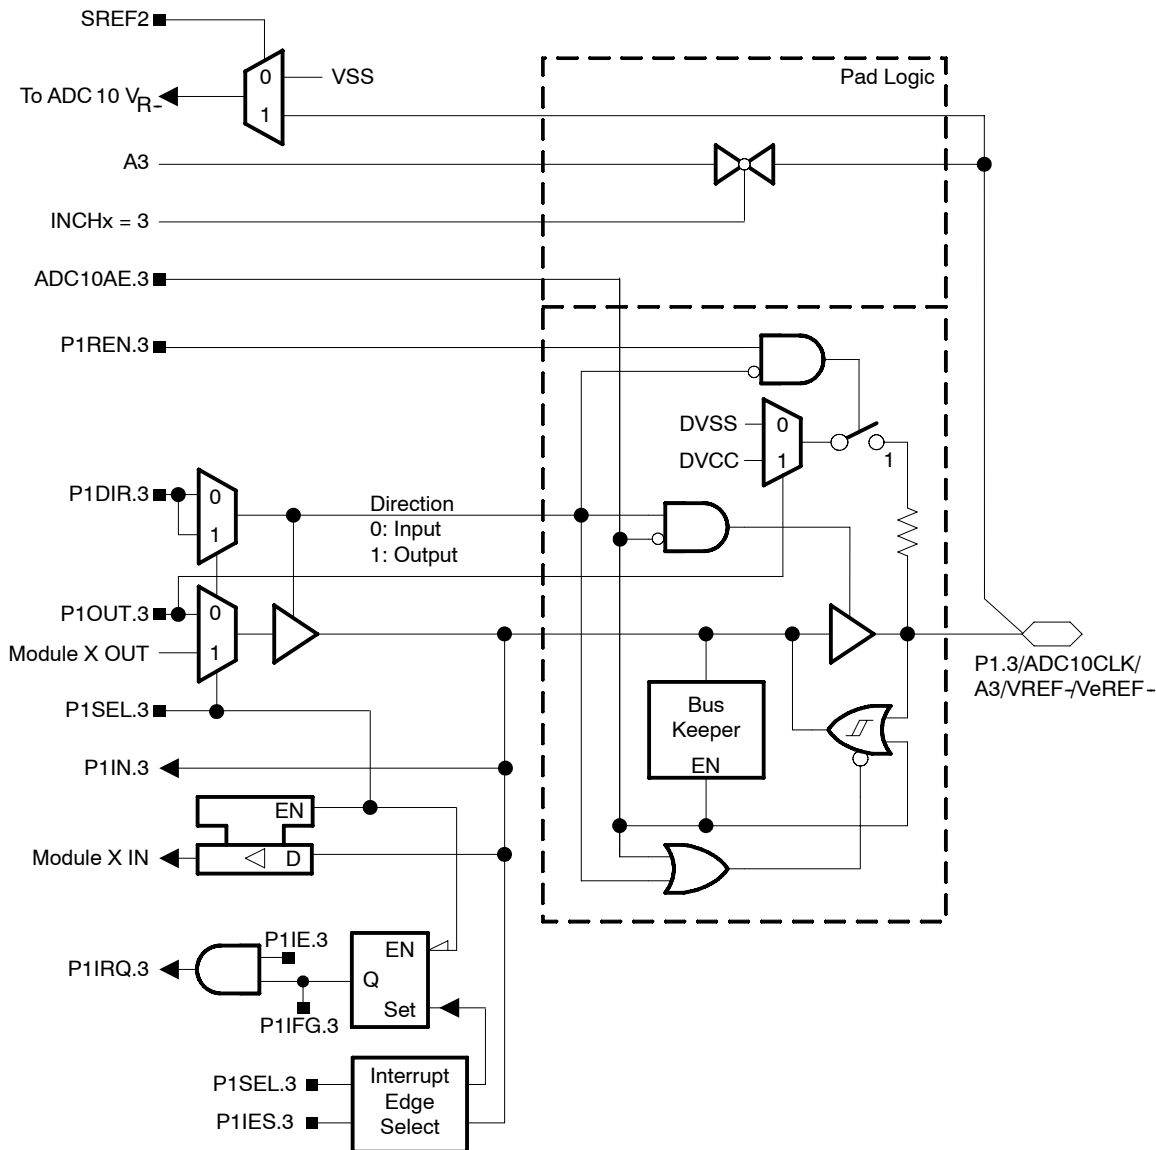 SREF2
0
VSS
To ADC 10 VR-
1
Pad Logic
A3
INCHx = 3
ADC10AE.3
P1REN.3
DVSS
0
DVCC
1
1
P1DIR.3
0
1
Direction
0: Input
1: Output
P1OUT.3
0
Module X OUT
1
P1.3/ADC10CLK/
A3/VREF-/VeREF-
P1SEL.3
Bus
Keeper
EN
P1IN.3
EN
Module X IN
D
P1IE.3
P1IRQ.3
EN
Q
Set
P1IFG.3
P1SEL.3
P1IES.3
Interrupt
Edge
Select